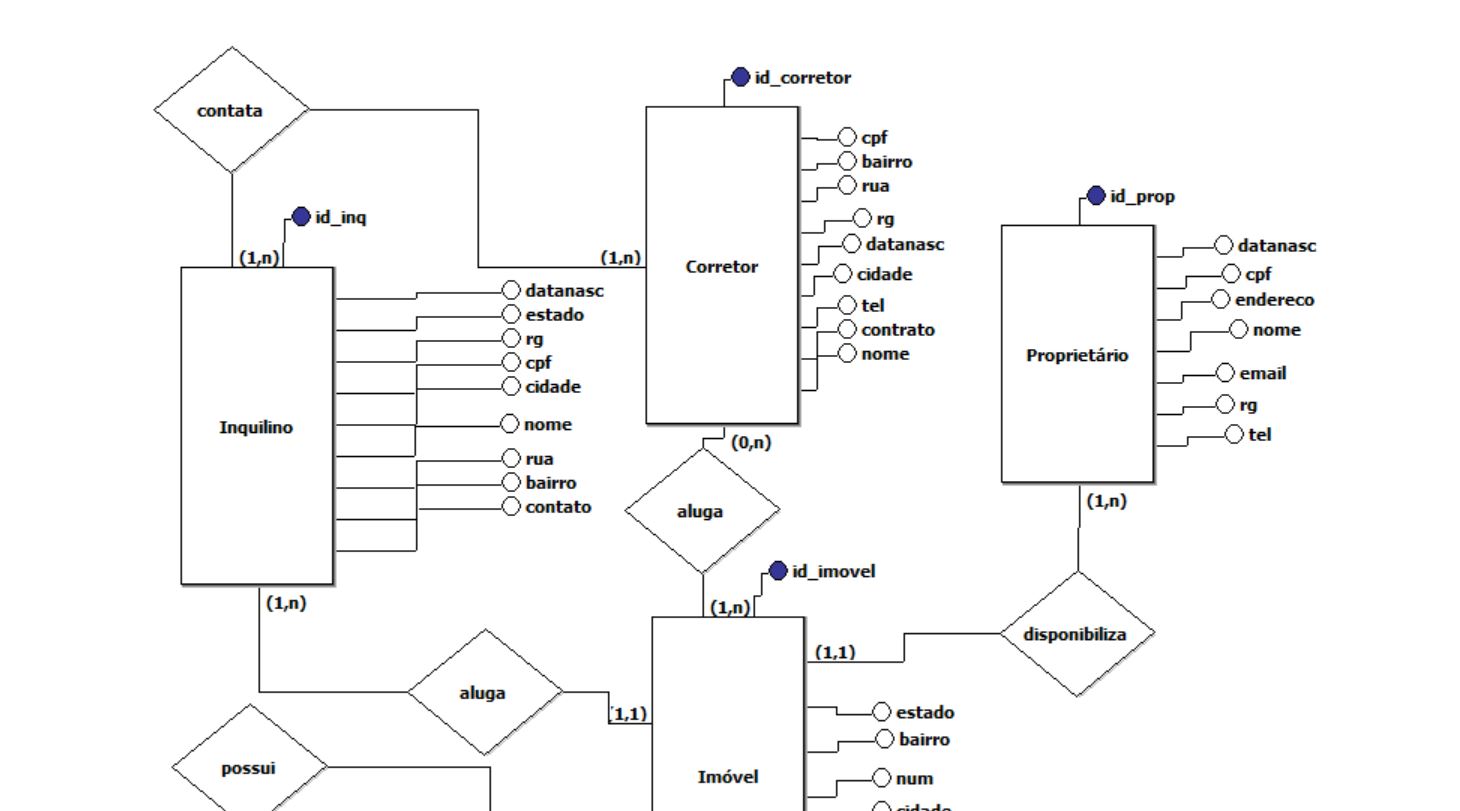 contata
id_inq
(1,n)
(1,n)
Inquilino
datanasc
estado
rg
cpf
cidade
nome
rua
bairro
contato
(1,n)
id_corretor
Corretor
cpf
bairro
rua
rg
datanasc
cidade
tel
contrato
nome
(0,n)
aluga
id_prop
Proprietário
datanasc
cpf
endereco
nome
email
rg
tel
(1,n)
disponibiliza
id_imovel
(1,n)
(1,1)
aluga
(1,1)
possui
Imóvel
estado
bairro
num
cidade